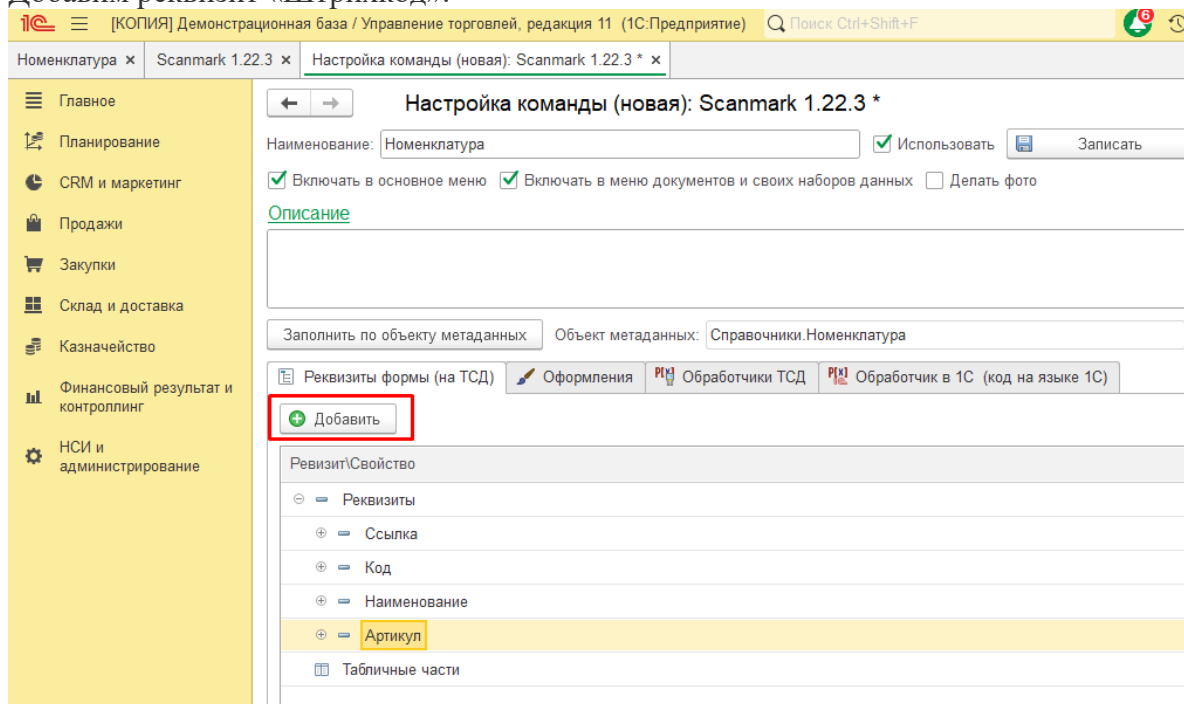 Добавим реквизит «Штрихкод».
1С [КОПИЯ] Демонстрационная база / Управление торговлей, редакция 11 (1С:Предприятие) Поиск Ctrl+Shift+F 6
Номенклатура × Scanmark 1.22.3 × Настройка команды (новая): Scanmark 1.22.3 * ×
Главное
Планирование
CRM и маркетинг
Продажи
Закупки
Склад и доставка
Казначейство
Финансовый результат и
контроллинг
НСИ и
администрирование
Настройка команды (новая): Scanmark 1.22.3 *
Наименование: Номенклатура Использовать Записать
Включать в основное меню Включать в меню документов и своих наборов данных Делать фото
Описание
Заполнить по объекту метаданных Объект метаданных: Справочники.Номенклатура
Реквизиты формы (на ТСД) Оформления Обработчики ТСД Обработчик в 1С (код на языке 1С)
Добавить
Ревизит\Свойство
Реквизиты
Ссылка
Код
Наименование
Артикул
Табличные части